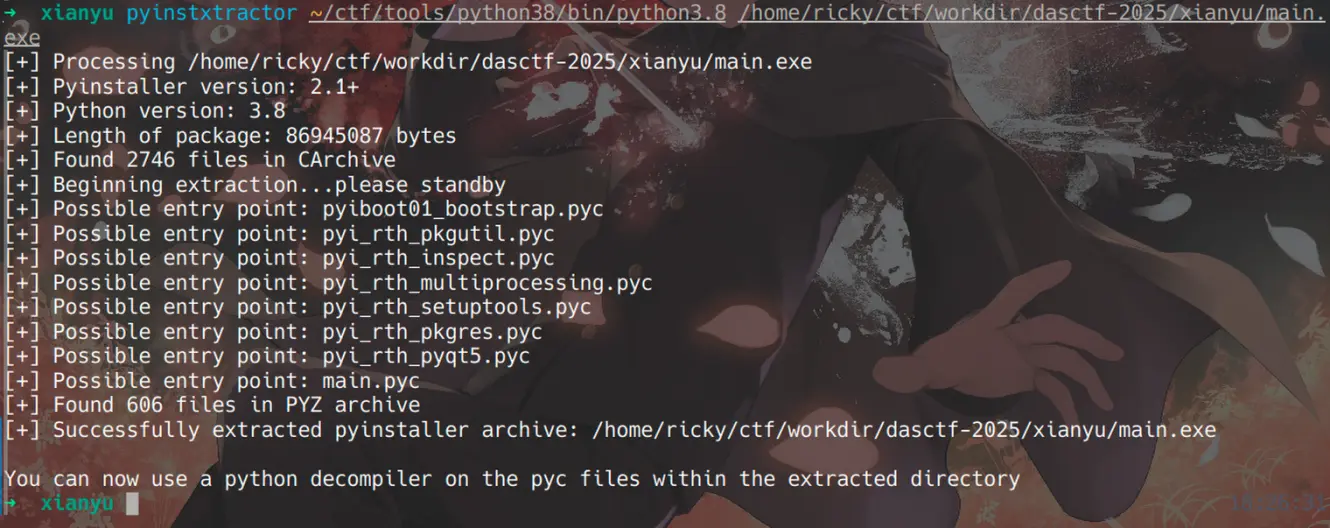 → xianyu pyinstxtractor ~/ctf/tools/python38/bin/python3.8 /home/ricky/ctf/workdir/dasctf-2025/xianyu/main.
exe
[+] Processing /home/ricky/ctf/workdir/dasctf-2025/xianyu/main.exe
[+] Pyinstaller version: 2.1+
[+] Python version: 3.8
[+] Length of package: 86945087 bytes
[+] Found 2746 files in CArchive
[+] Beginning extraction...please standby
[+] Possible entry point: pyiboot01_bootstrap.pyc
[+] Possible entry point: pyi_rth_pkgutil.pyc
[+] Possible entry point: pyi_rth_inspect.pyc
[+] Possible entry point: pyi_rth_multiprocessing.pyc
[+] Possible entry point: pyi_rth_setuptools.pyc
[+] Possible entry point: pyi_rth_pkgres.pyc
[+] Possible entry point: pyi_rth_pyqt5.pyc
[+] Possible entry point: main.pyc
[+] Found 606 files in PYZ archive
[+] Successfully extracted pyinstaller archive: /home/ricky/ctf/workdir/dasctf-2025/xianyu/main.exe
You can now use a python decompiler on the pyc files within the extracted directory
→ xianyu